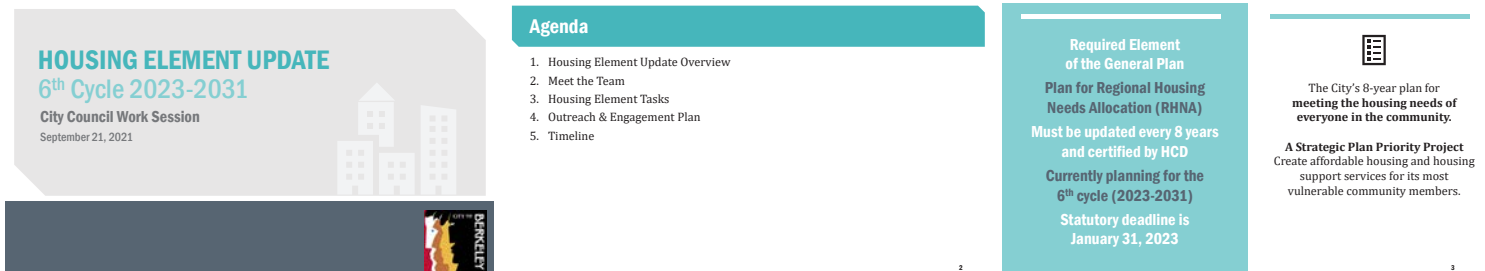 HOUSING ELEMENT UPDATE
6th Cycle 2023-2031
City Council Work Session
September 21, 2021
CITY OF
BERKELEY
Agenda
1. Housing Element Update Overview
2. Meet the Team
3. Housing Element Tasks
4. Outreach & Engagement Plan
5. Timeline
2
Required Element
of the General Plan
Plan for Regional Housing
Needs Allocation (RHNA)
Must be updated every 8 years
and certified by HCD
Currently planning for the
6th cycle (2023-2031)
Statutory deadline is
January 31, 2023
The City's 8-year plan for
meeting the housing needs of
everyone in the community.
A Strategic Plan Priority Project
Create affordable housing and housing
support services for its most
vulnerable community members.
3